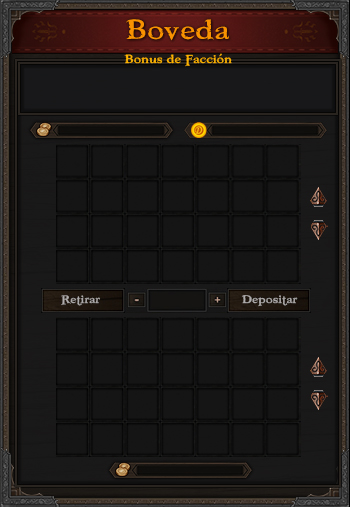 Boveda
Bonus de Facción
Retirar - + Depositar